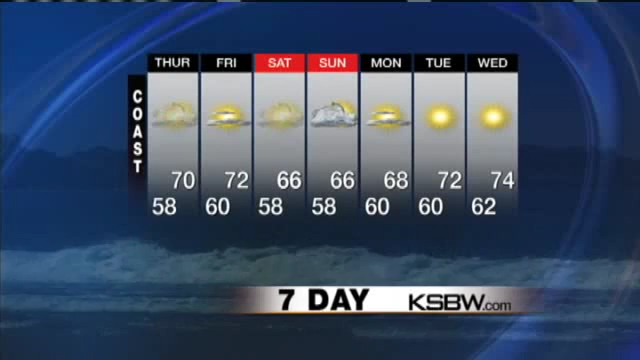 THUR FRI SAT SUN MON TUE WED
COAST
70 72 66 66 68 72 74
58 60 58 58 60 60 62
7 DAY KSBW.com